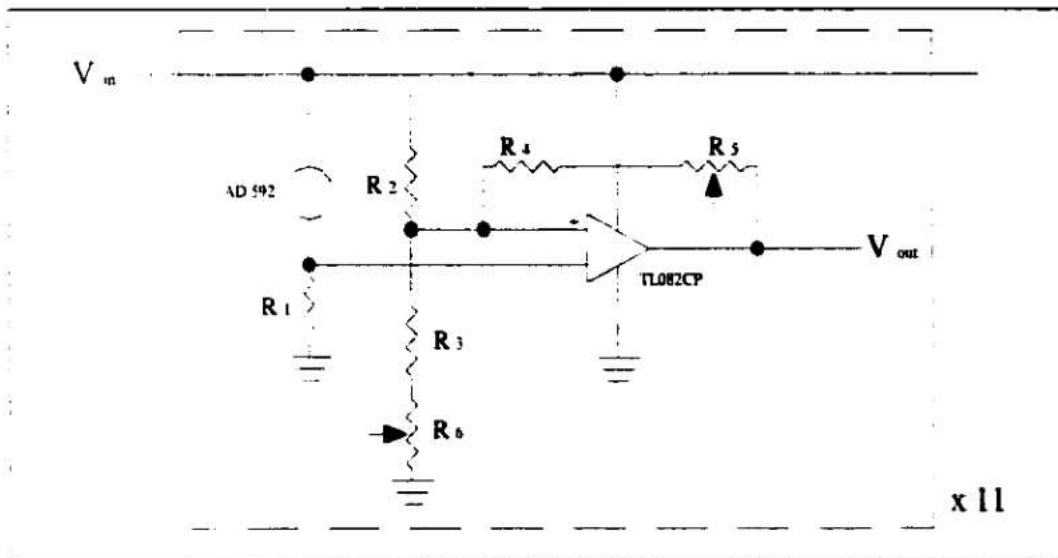 V in
R 4
R 5
R 2
AD 592
+
V out
TL082CP
R 1
R 3
R 6
x 11